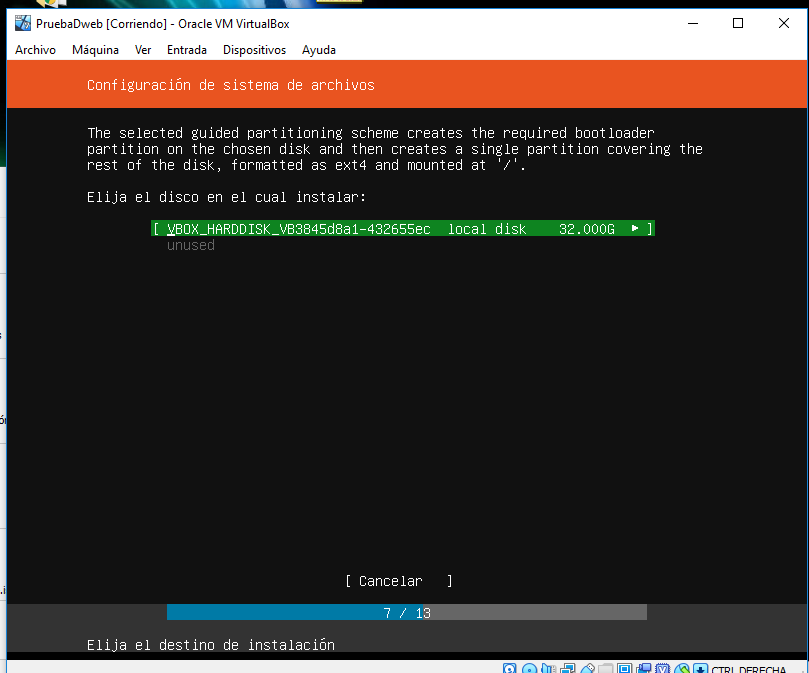 PruebaDweb [Corriendo] - Oracle VM VirtualBox
Archivo Máquina Ver Entrada Dispositivos Ayuda
Configuración de sistema de archivos
The selected guided partitioning scheme creates the required bootloader
partition on the chosen disk and then creates a single partition covering the
rest of the disk, formatted as ext4 and mounted at '/'.
Elija el disco en el cual instalar:
[ VBOX_HARDDISK_VB3845d8a1-432655ec local disk 32.000G ▸ ]
unused
[ Cancelar ]
7 / 13
Elija el destino de instalación
CTRL DERECHA